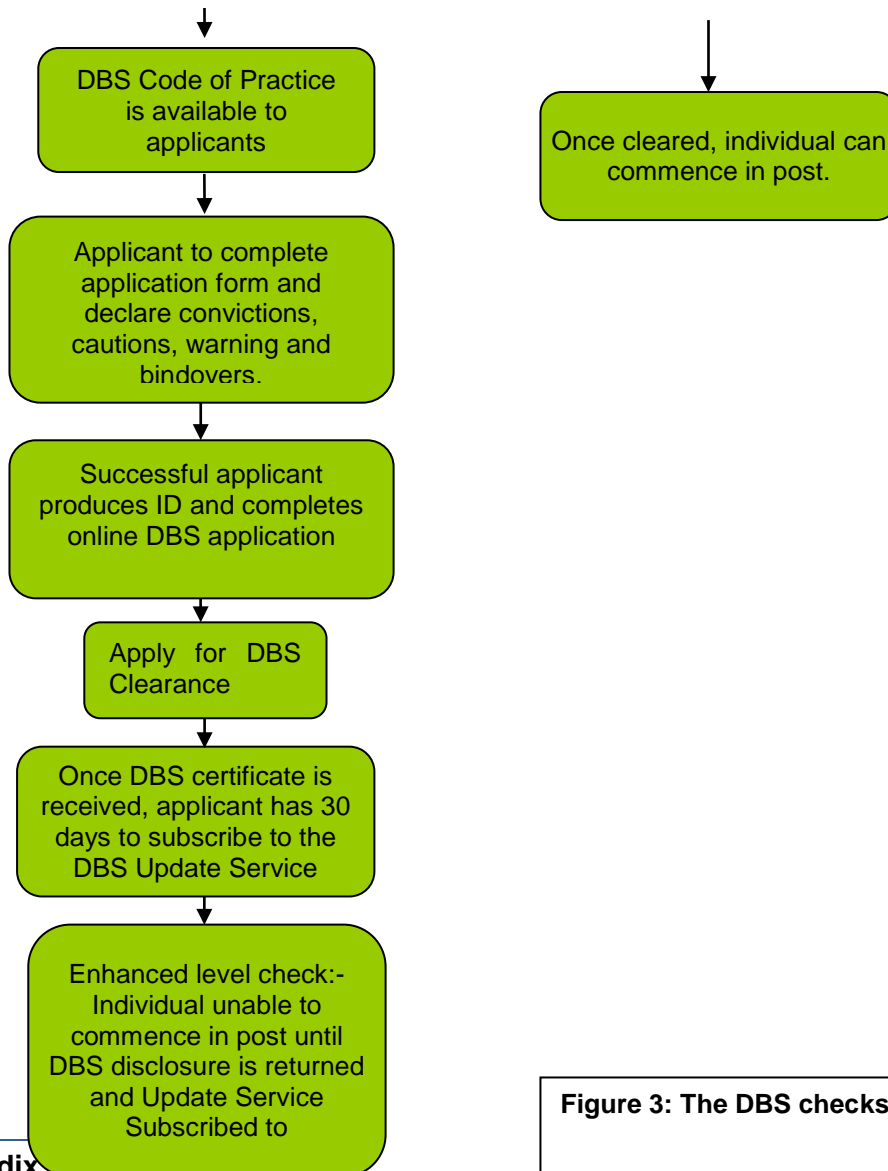 DBS Code of Practice
is available to
applicants
Applicant to complete
application form and
declare convictions,
cautions, warning and
bindovers.
Successful applicant
produces ID and completes
online DBS application
Apply for DBS
Clearance
Once DBS certificate is
received, applicant has 30
days to subscribe to the
DBS Update Service
Enhanced level check:-
Individual unable to
commence in post until
DBS disclosure is returned
and Update Service
Subscribed to
Once cleared, individual can
commence in post.
Figure 3: The DBS checks